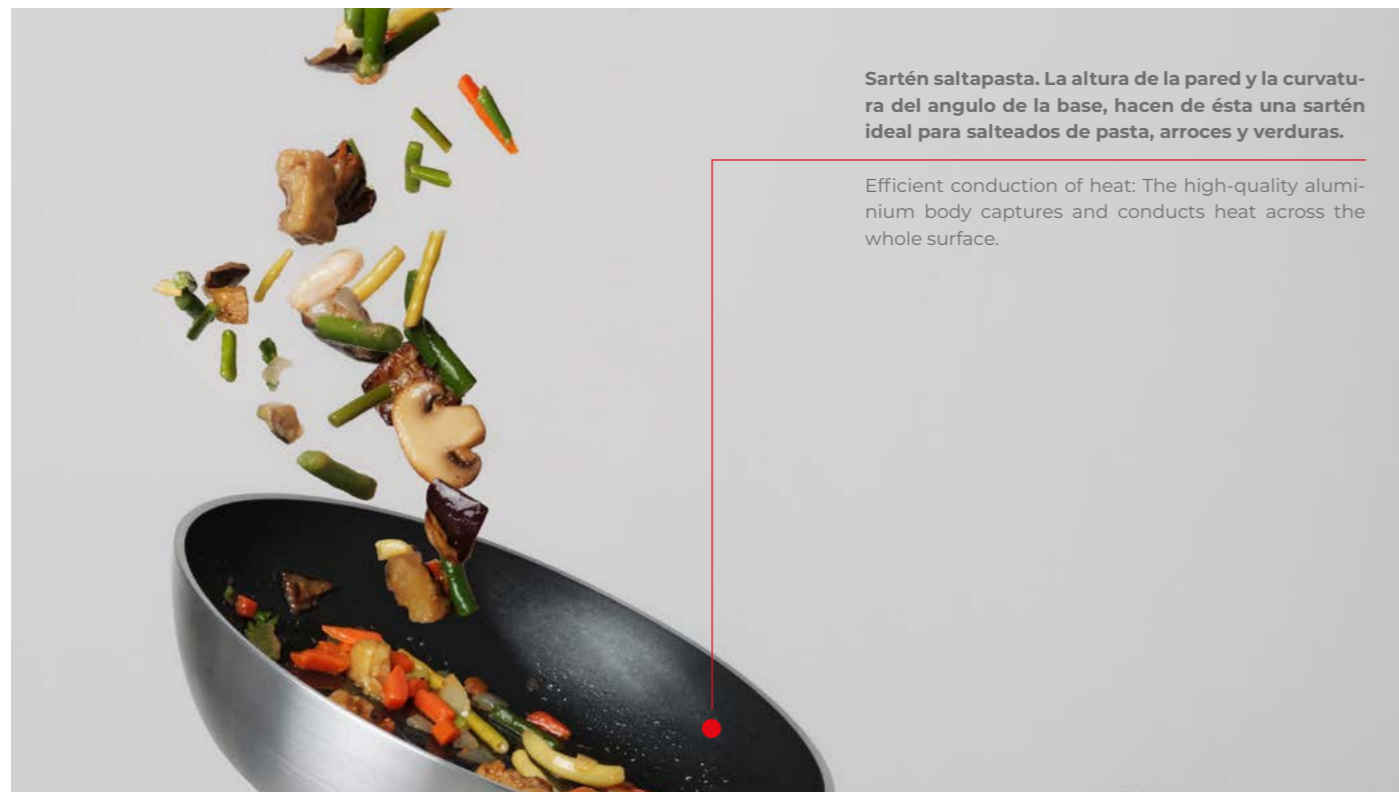 Sartén saltapasta. La altura de la pared y la curvatu-
ra del angulo de la base, hacen de ésta una sartén
ideal para salteados de pasta, arroces y verduras.
Efficient conduction of heat: The high-quality alumi-
nium body captures and conducts heat across the
whole surface.